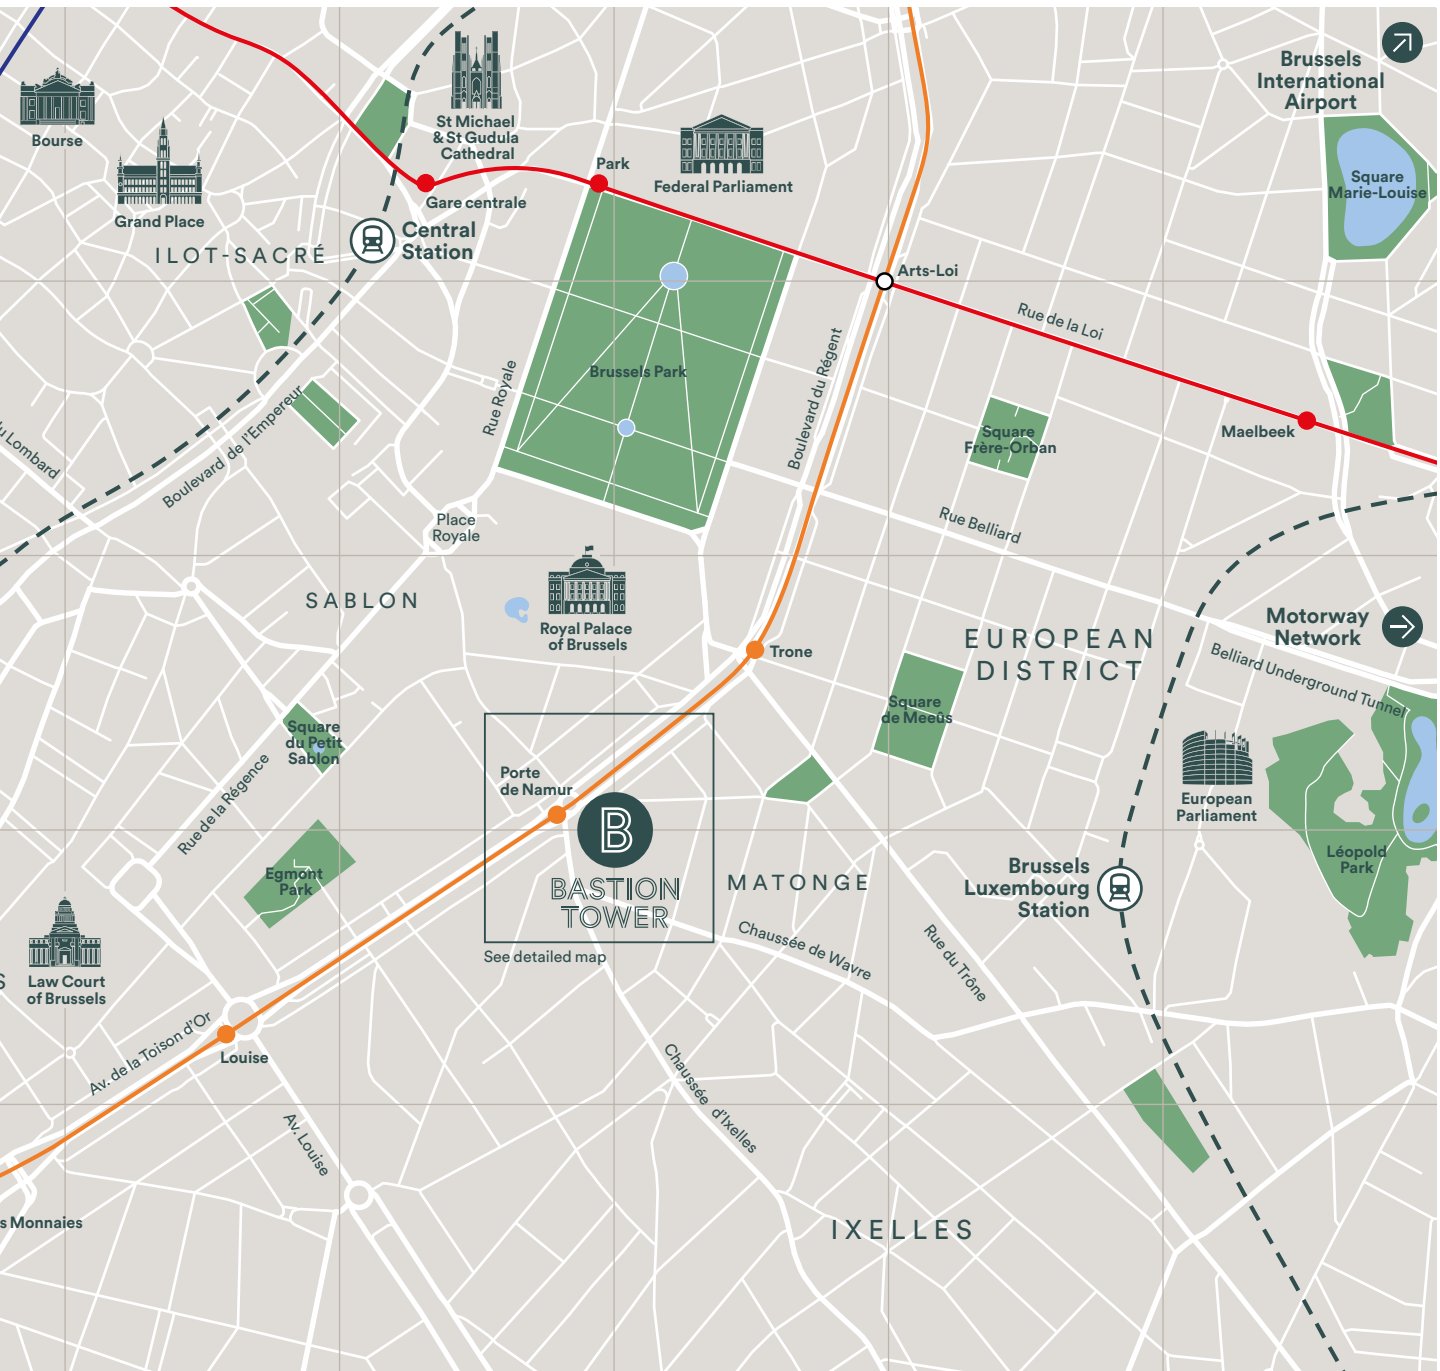 Brussels
International
Airport
Bourse
St Michael
& St Gudula
Cathedral
Park
Federal Parliament
Square
Marie-Louise
Grand Place
Gare centrale
Central
Station
ILOT-SACRÉ
Arts-Loi
Rue de la Loi
Boulevard du Régent
Rue Royale
Brussels Park
Boulevard de l'Empereur
Lombard
Square
Frère-Orban
Maelbeek
Rue Belliard
Place
Royale
SABLON
Royal Palace
of Brussels
Trone
EUROPEAN
DISTRICT
Motorway
Network
Belliard Underground Tunnel
Square
de Meeûs
Square
du Petit
Sablon
Rue de la Régence
Porte
de Namur
B
BASTION
TOWER
See detailed map
European
Parliament
Léopold
Park
Egmont
Park
MATONGE
Brussels
Luxembourg
Station
Chaussée de Wavre
Rue du Trône
Law Court
of Brussels
S
Av. de la Toison d'Or
Louise
Av. Louise
Chaussée d'Ixelles
s Monnaies
IXELLES